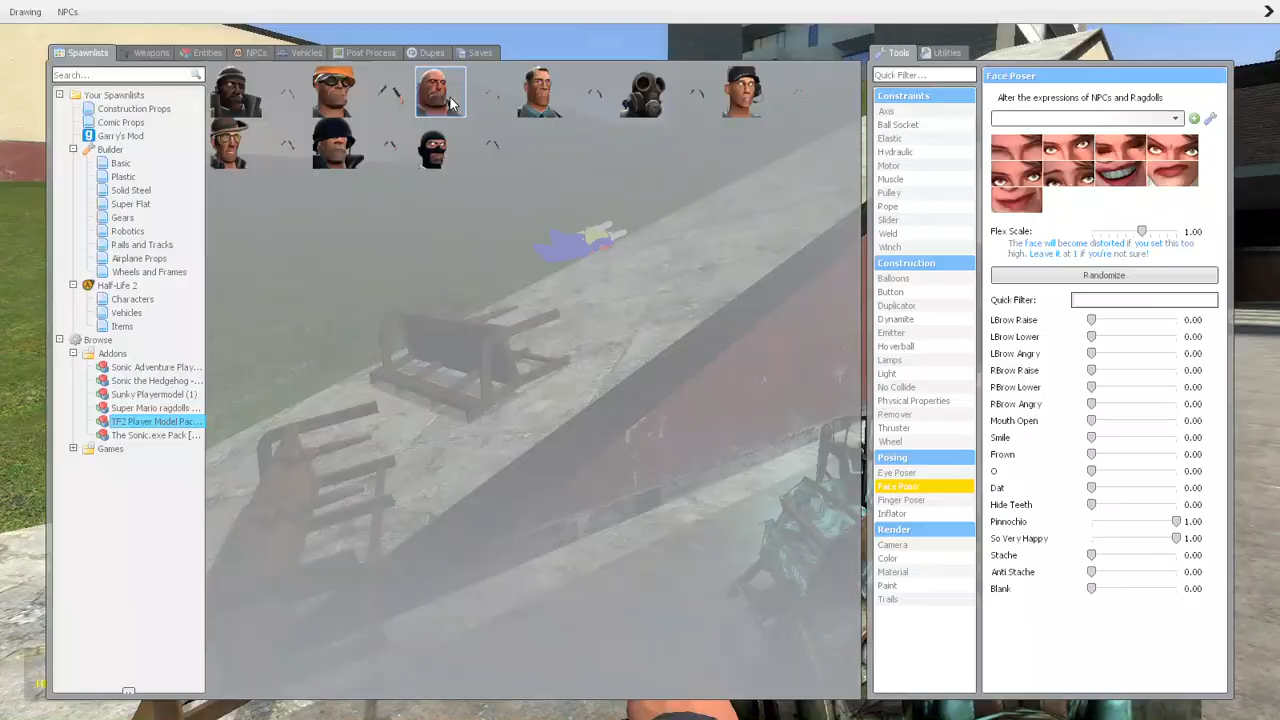 Drawing NPCs
Spawnlists Weapons Entities NPCs Vehicles Post Process Dupes Saves
Search...
Your Spawnlists
Construction Props
Comic Props
Garry's Mod
Builder
Basic
Plastic
Solid Steel
Super Flat
Gears
Robotics
Rails and Tracks
Airplane Props
Wheels and Frames
Half-Life 2
Characters
Vehicles
Items
Browse
Addons
Sonic Adventure Play...
Sonic the Hedgehog -...
Sunky Playermodel (1)
Super Mario ragdolls ...
TF2 Player Model Pac...
The Sonic.exe Pack [...
Games
Tools Utilities
Quick Filter...
Constraints
Axis
Ball Socket
Elastic
Hydraulic
Motor
Muscle
Pulley
Rope
Slider
Weld
Winch
Construction
Balloons
Button
Duplicator
Dynamite
Emitter
Hoverball
Lamps
Light
No Collide
Physical Properties
Remover
Thruster
Wheel
Posing
Eye Poser
Face Poser
Finger Poser
Inflator
Render
Camera
Color
Material
Paint
Trails
Face Poser
Alter the expressions of NPCs and Ragdolls
Flex Scale: 1.00
The face will become distorted if you set this too
high. Leave it at 1 if you're not sure!
Randomize
Quick Filter:
LBrow Raise 0.00
LBrow Lower 0.00
LBrow Angry 0.00
RBrow Raise 0.00
RBrow Lower 0.00
RBrow Angry 0.00
Mouth Open 0.00
Smile 0.00
Frown 0.00
O 0.00
Dat 0.00
Hide Teeth 0.00
Pinnochio 1.00
So Very Happy 1.00
Stache 0.00
Anti Stache 0.00
Blank 0.00